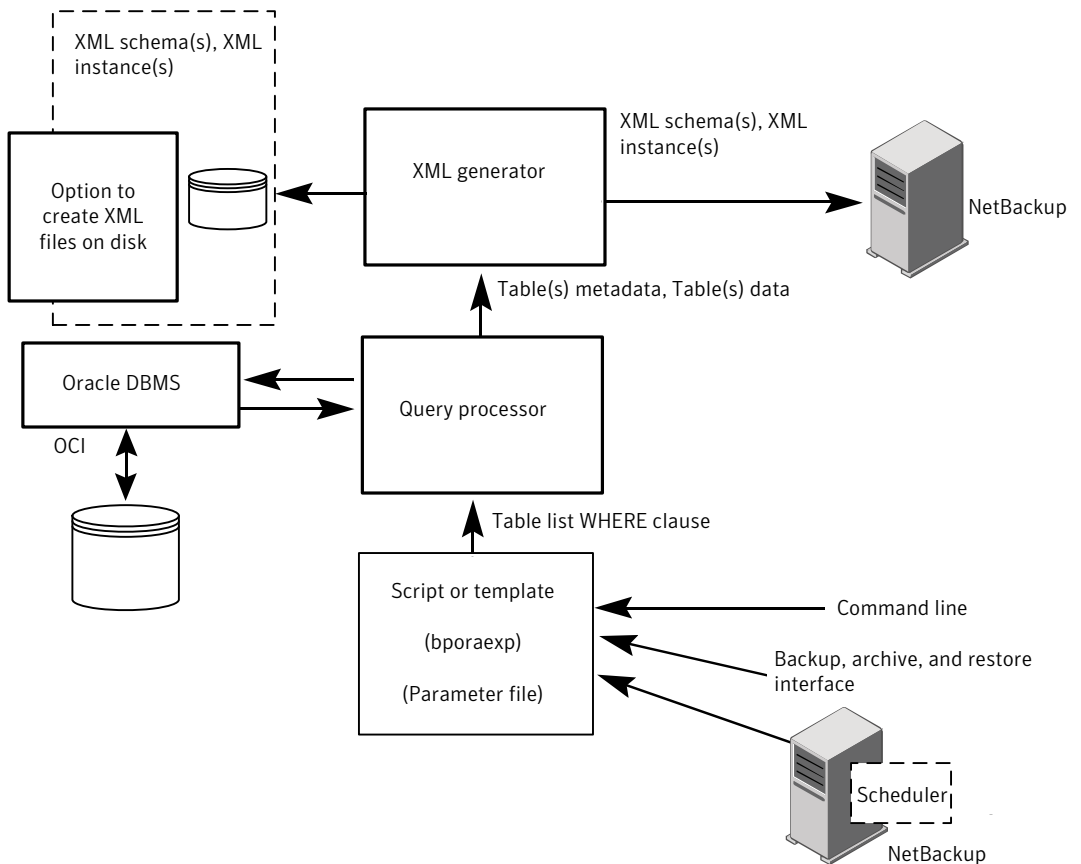 XML schema(s), XML
instance(s)
Option to
create XML
files on disk
XML generator
XML schema(s), XML
instance(s)
NetBackup
Table(s) metadata, Table(s) data
Oracle DBMS
Query processor
OCI
Table list WHERE clause
Script or template
(bporaexp)
(Parameter file)
Command line
Backup, archive, and restore
interface
Scheduler
NetBackup